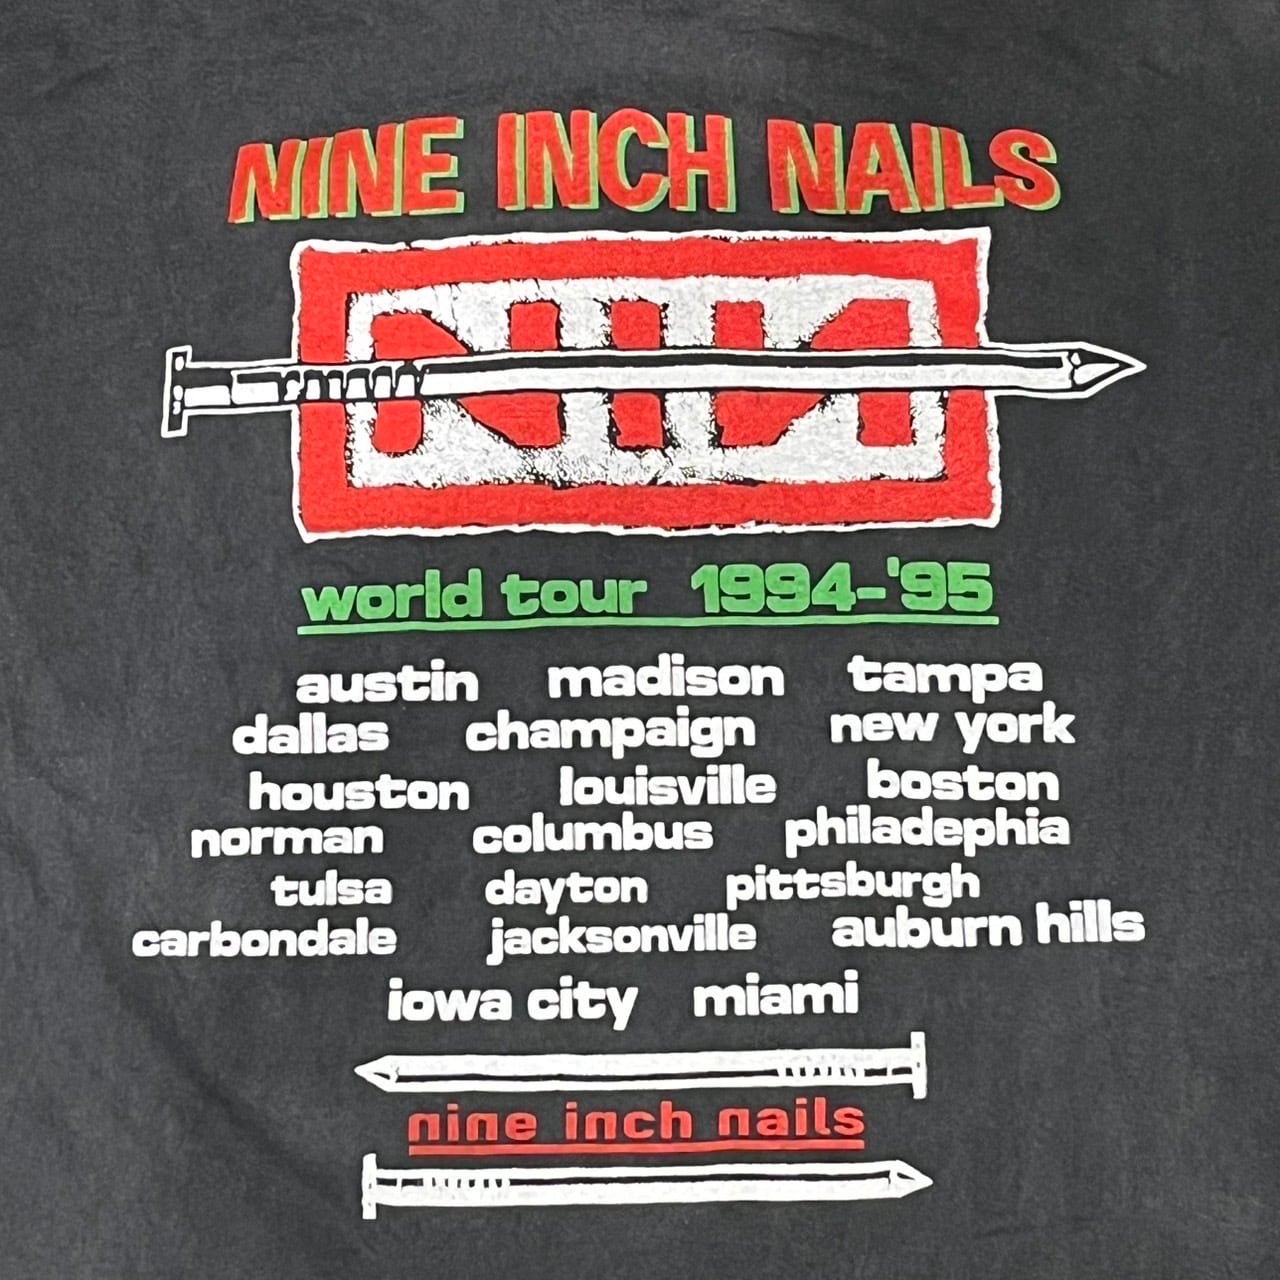 NINE INCH NAILS
NIN
world tour 1994-'95
austin madison tampa
dallas champaign new york
houston louisville boston
norman columbus philadephia
tulsa dayton pittsburgh
carbondale jacksonville auburn hills
iowa city miami
nine inch nails